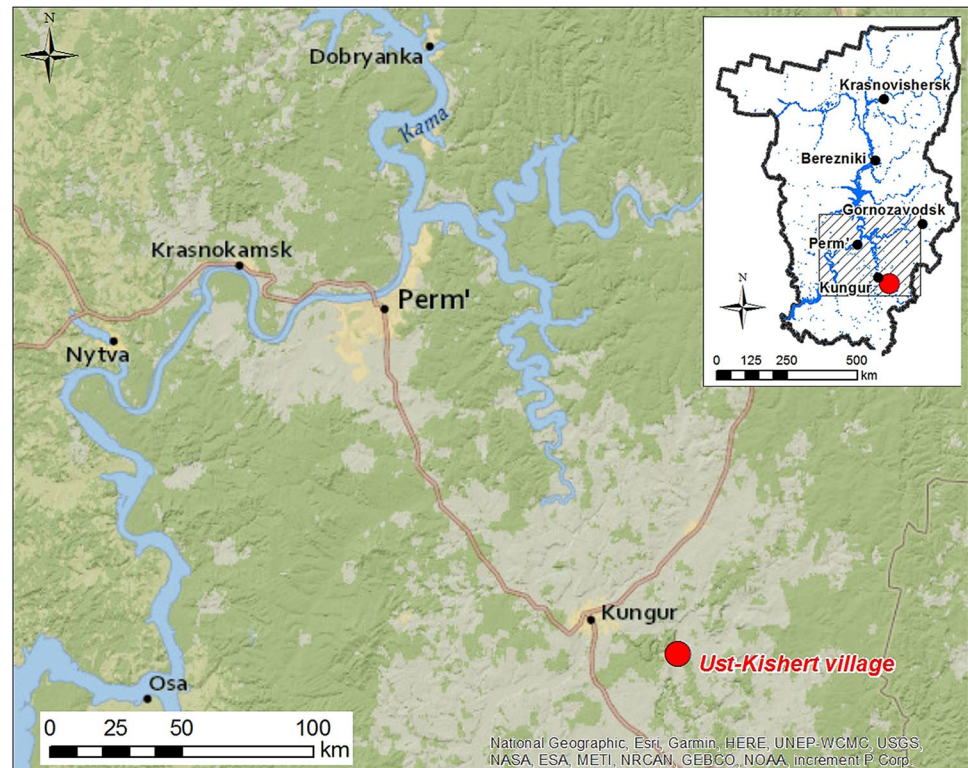 N
Dobryanka
Kama
Krasnokamsk
Perm'
Nytva
Kungur
Ust-Kishert village
Osa
0 25 50 100
km
National Geographic, Esri, Garmin, HERE, UNEP-WCMC, USGS,
NASA, ESA, METI, NRCAN, GEBCO, NOAA, increment P Corp.
Krasnovishersk
Berezniki
Gornozavodsk
Perm'
Kungur
N
0 125 250 500
km